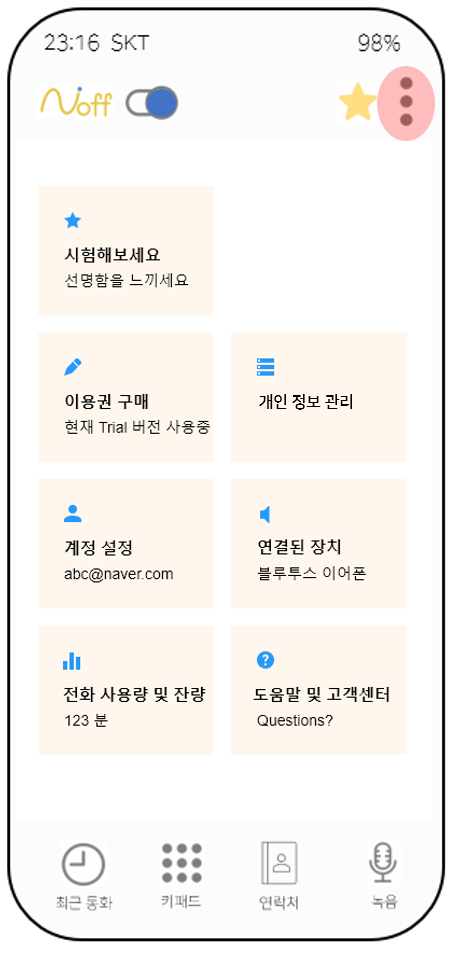 23:16 SKT 98%
Noff
시험해보세요
선명함을 느끼세요
이용권 구매
현재 Trial 버전 사용중
개인 정보 관리
계정 설정
abc@naver.com
연결된 장치
블루투스 이어폰
전화 사용량 및 잔량
123 분
도움말 및 고객센터
Questions?
최근 통화
키패드
연락처
녹음